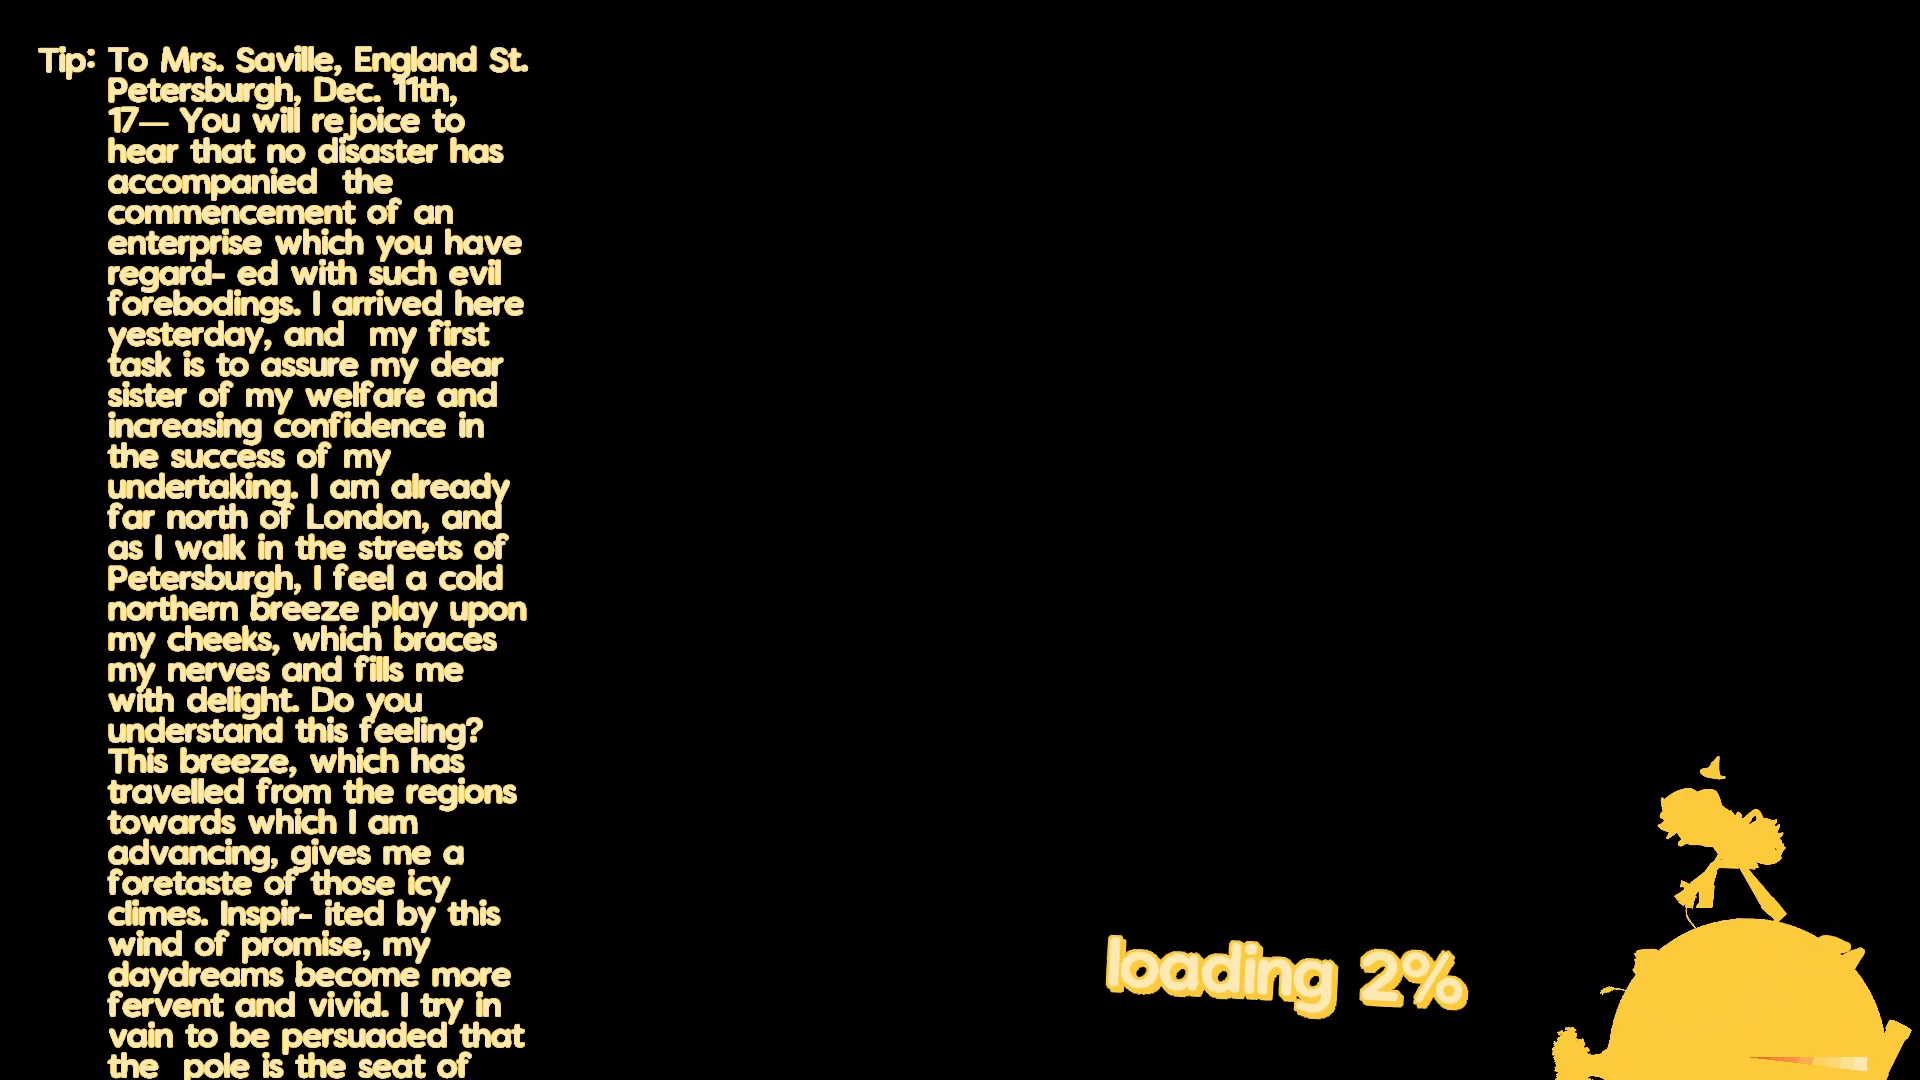 Tip: To Mrs. Saville, England St.
Petersburgh, Dec. 11th,
17— You will rejoice to
hear that no disaster has
accompanied the
commencement of an
enterprise which you have
regard- ed with such evil
forebodings. I arrived here
yesterday, and my first
task is to assure my dear
sister of my welfare and
increasing confidence in
the success of my
undertaking. I am already
far north of London, and
as I walk in the streets of
Petersburgh, I feel a cold
northern breeze play upon
my cheeks, which braces
my nerves and fills me
with delight. Do you
understand this feeling?
This breeze, which has
travelled from the regions
towards which I am
advancing, gives me a
foretaste of those icy
climes. Inspir- ited by this
wind of promise, my
daydreams become more
fervent and vivid. I try in
vain to be persuaded that
the pole is the seat of
loading 2%